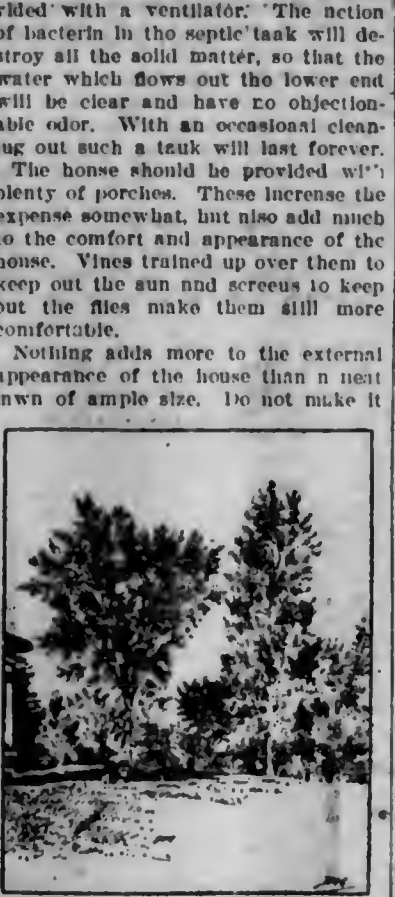 vided with a ventilator. The action
of bacteria in the septic tank will de-
stroy all the solid matter, so that the
water which flows out the lower end
will be clear and have no objection-
able odor. With an occasional clean-
ing out such a tank will last forever.
The house should be provided with
plenty of porches. These increase the
expense somewhat, but also add much
to the comfort and appearance of the
house. Vines trained up over them to
keep out the sun and screens to keep
out the flies make them still more
comfortable.
Nothing adds more to the external
appearance of the house than a neat
lawn of ample size. Do not make it